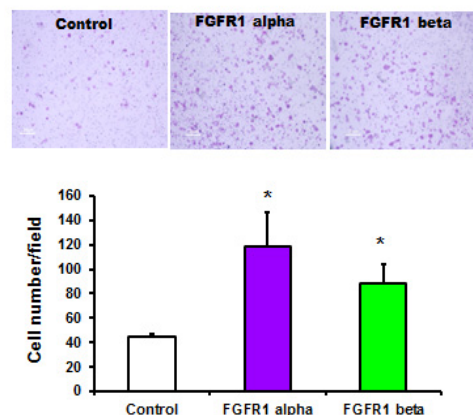 Control
FGFR1 alpha
FGFR1 beta
160
140
120
100
80
60
40
20
0
Cell number/field
*
*
Control
FGFR1 alpha
FGFR1 beta